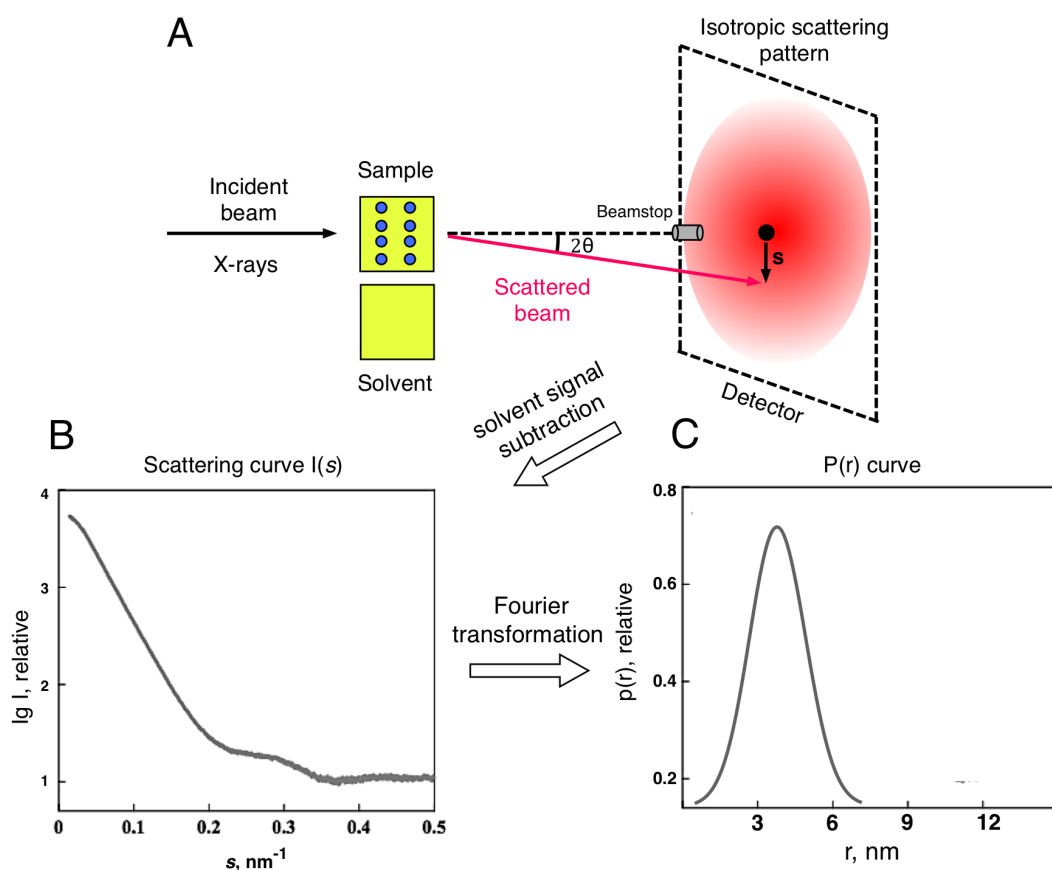 A
Isotropic scattering
pattern
Sample
Incident
beam
X-rays
Beamstop
2θ
s
Scattered
beam
Solvent
Detector
solvent signal
subtraction
B
Scattering curve I(s)
4
3
2
1
lg I, relative
0
0.1
0.2
0.3
0.4
0.5
s, nm⁻¹
Fourier
transformation
C
P(r) curve
0.8
0.6
0.4
0.2
p(r), relative
3
6
9
12
r, nm